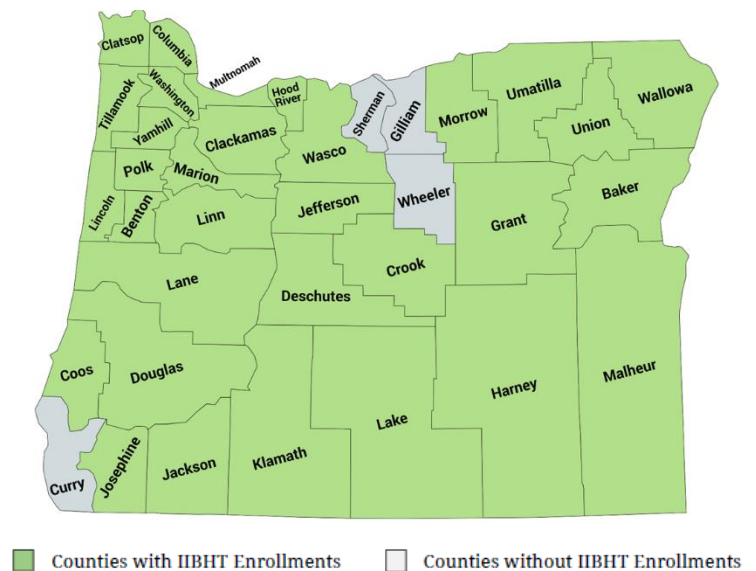 Clatsop
Columbia
Multnomah
Tillamook
Washington
Hood
River
Sherman
Gilliam
Morrow
Umatilla
Union
Wallowa
Yamhill
Clackamas
Wasco
Polk
Marion
Wheeler
Baker
Lincoln
Benton
Linn
Jefferson
Grant
Lane
Crook
Deschutes
Coos
Douglas
Harney
Malheur
Lake
Curry
Josephine
Jackson
Klamath
Counties with IIBHT Enrollments
Counties without IIBHT Enrollments